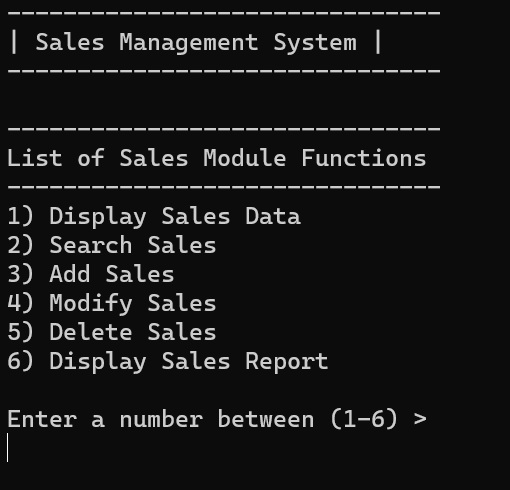 -------------------------------
| Sales Management System |
-------------------------------
-------------------------------
List of Sales Module Functions
-------------------------------
1) Display Sales Data
2) Search Sales
3) Add Sales
4) Modify Sales
5) Delete Sales
6) Display Sales Report
Enter a number between (1-6) >